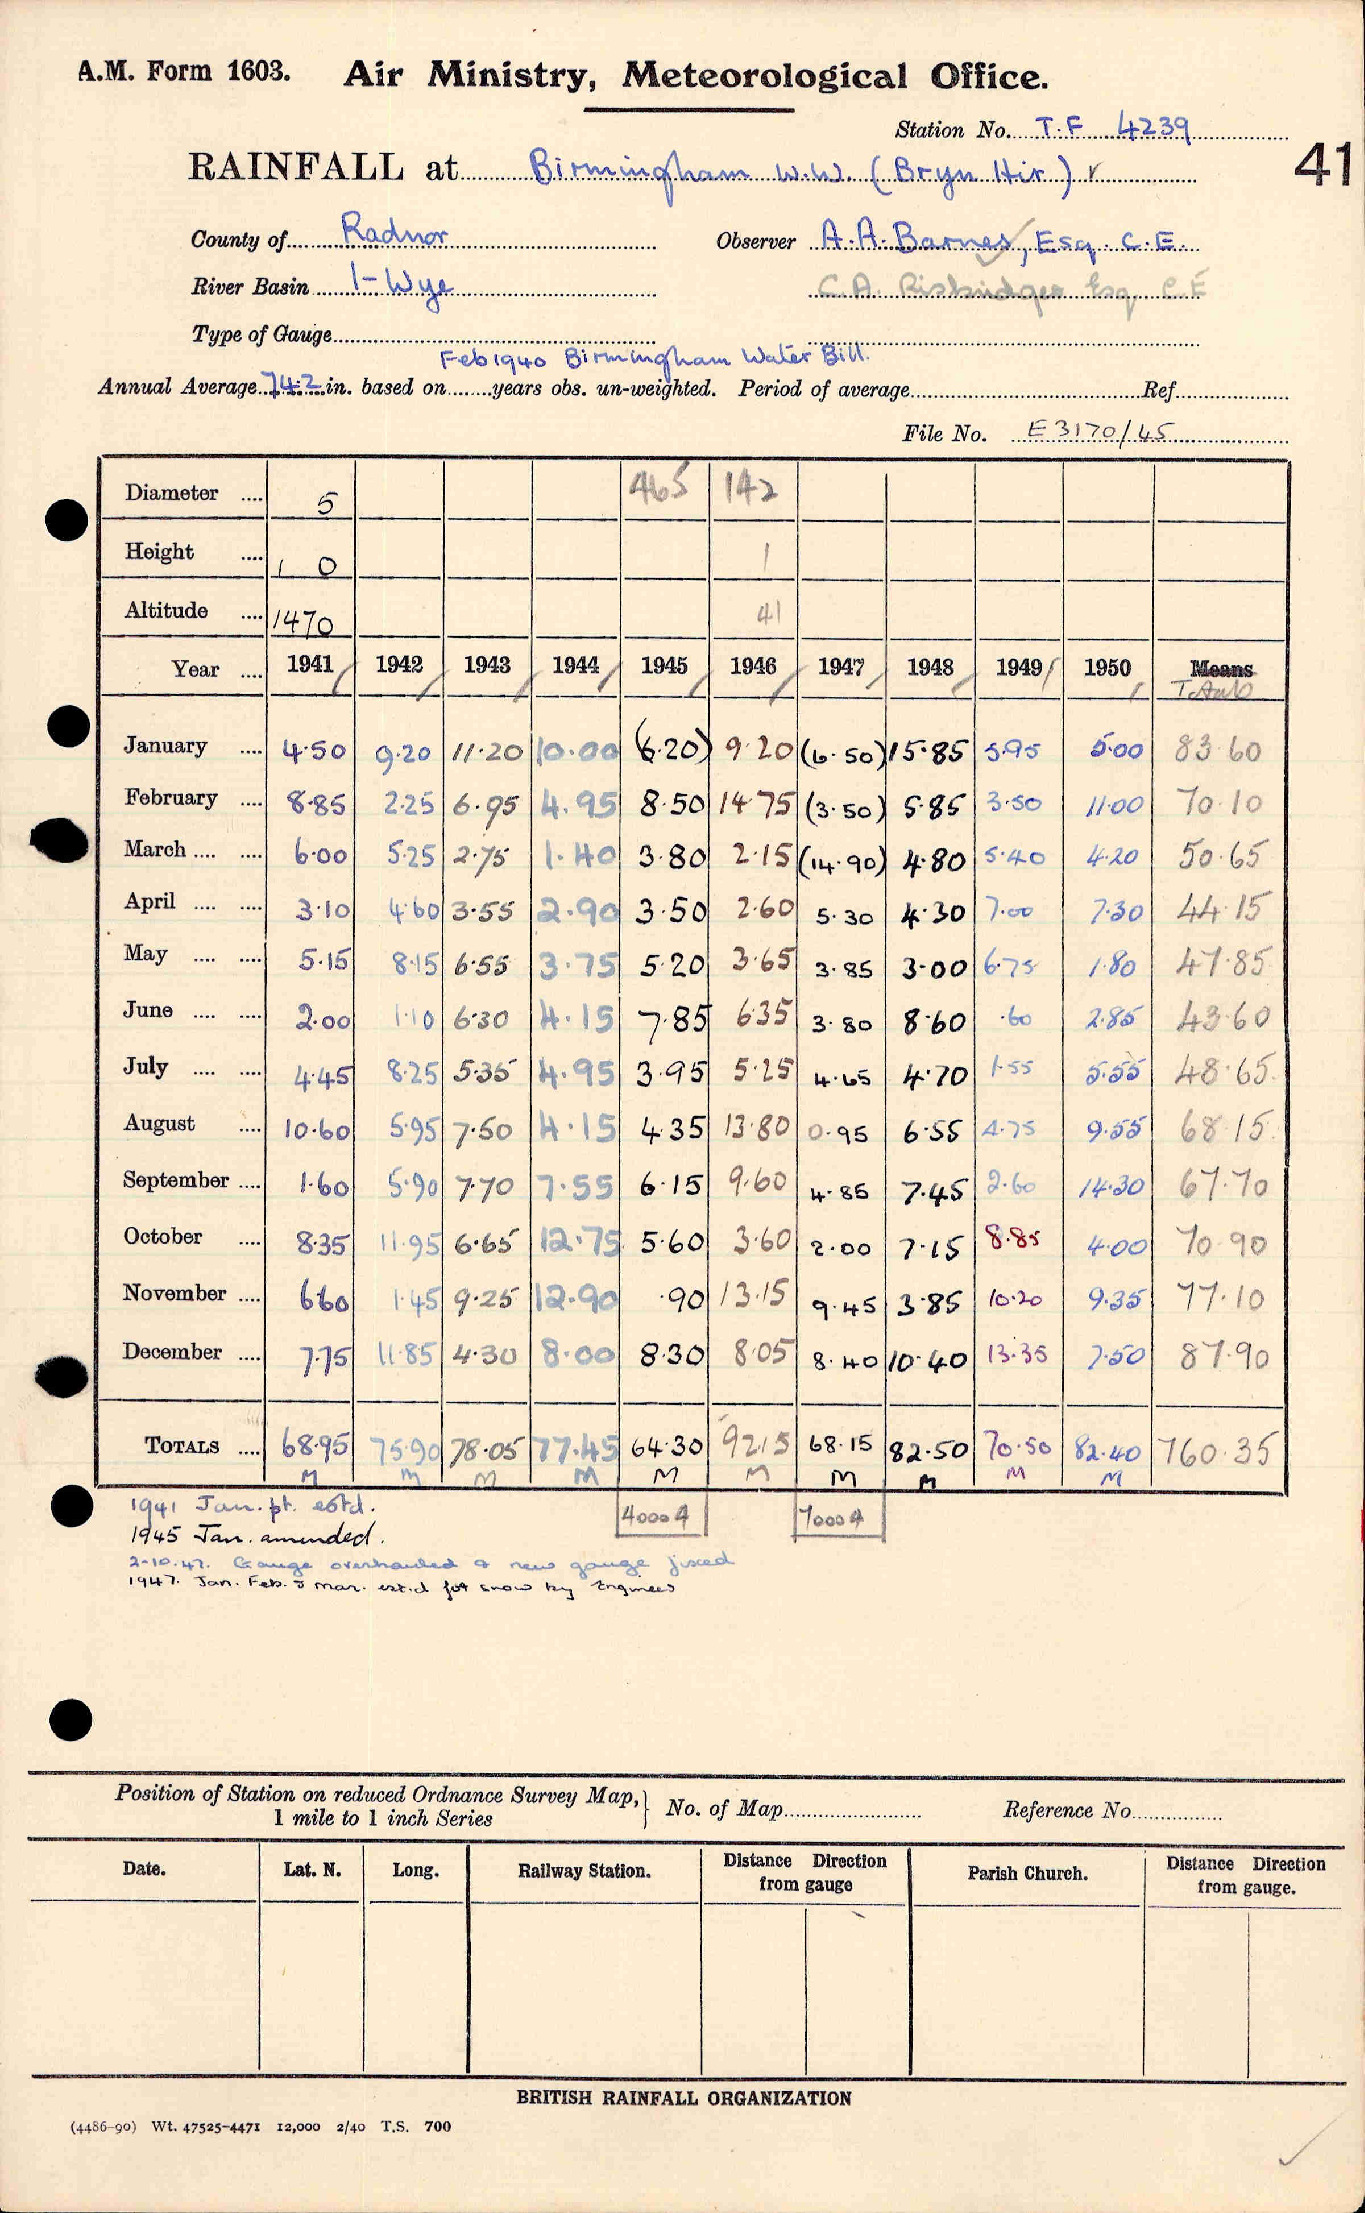 A.M. Form 1603. Air Ministry, Meteorological Office.
Station No. T.F 4239
RAINFALL at Birmingham W.W. (Bryn Hir) ✓
41
County of Radnor Observer A.A. Barnes, Esq. C.E.
River Basin 1-Wye C.A. Risbridger Esq. C.E
Type of Gauge
Feb 1940 Birmingham Water Bill.
Annual Average 74.2 in. based on years obs. un-weighted. Period of average Ref.
File No. E3170/45
Diameter .... 5 465 142
Height .... 1 0 1
Altitude .... 1470 41
Year .... 1941 1942 1943 1944 1945 1946 1947 1948 1949 1950 Means
Totals
January .... 4.50 9.20 11.20 10.00 (6.20) 9.20 (6.50) 15.85 5.95 5.00 83.60
February .... 8.85 2.25 6.95 4.95 8.50 14.75 (3.50) 5.85 3.50 11.00 70.10
March .... .... 6.00 5.25 2.75 1.40 3.80 2.15 (14.90) 4.80 5.40 4.20 50.65
April .... .... 3.10 4.60 3.55 2.90 3.50 2.60 5.30 4.30 7.00 7.30 44.15
May .... .... 5.15 8.15 6.55 3.75 5.20 3.65 3.85 3.00 6.75 1.80 47.85
June .... .... 2.00 1.10 6.30 4.15 7.85 6.35 3.80 8.60 .60 2.85 43.60
July .... .... 4.45 8.25 5.35 4.95 3.95 5.25 4.65 4.70 1.55 5.55 48.65
August .... 10.60 5.95 7.50 4.15 4.35 13.80 0.95 6.55 4.75 9.55 68.15
September .... 1.60 5.90 7.70 7.55 6.15 9.60 4.85 7.45 2.60 14.30 67.70
October .... 8.35 11.95 6.65 12.75 5.60 3.60 2.00 7.15 8.85 4.00 70.90
November .... 6.60 1.45 9.25 12.90 .90 13.15 9.45 3.85 10.20 9.35 77.10
December .... 7.75 11.85 4.30 8.00 8.30 8.05 8.40 10.40 13.35 7.50 87.90
TOTALS .... 68.95 75.90 78.05 77.45 64.30 92.15 68.15 82.50 70.50 82.40 760.35
M M M M M M M M M M
1941 Jan. pt. estd. 4000A 7000A
1945 Jan. amended.
2-10.47. Gauge overhauled & new gauge fixed
1947. Jan. Feb. & Mar. est.d for snow by Engineer
Position of Station on reduced Ordnance Survey Map,} No. of Map Reference No.
1 mile to 1 inch Series
Date. Lat. N. Long. Railway Station. Distance from gauge Direction Parish Church. Distance Direction from gauge.
BRITISH RAINFALL ORGANIZATION
(4486-90) Wt. 47525-4471 12,000 2/40 T.S. 700